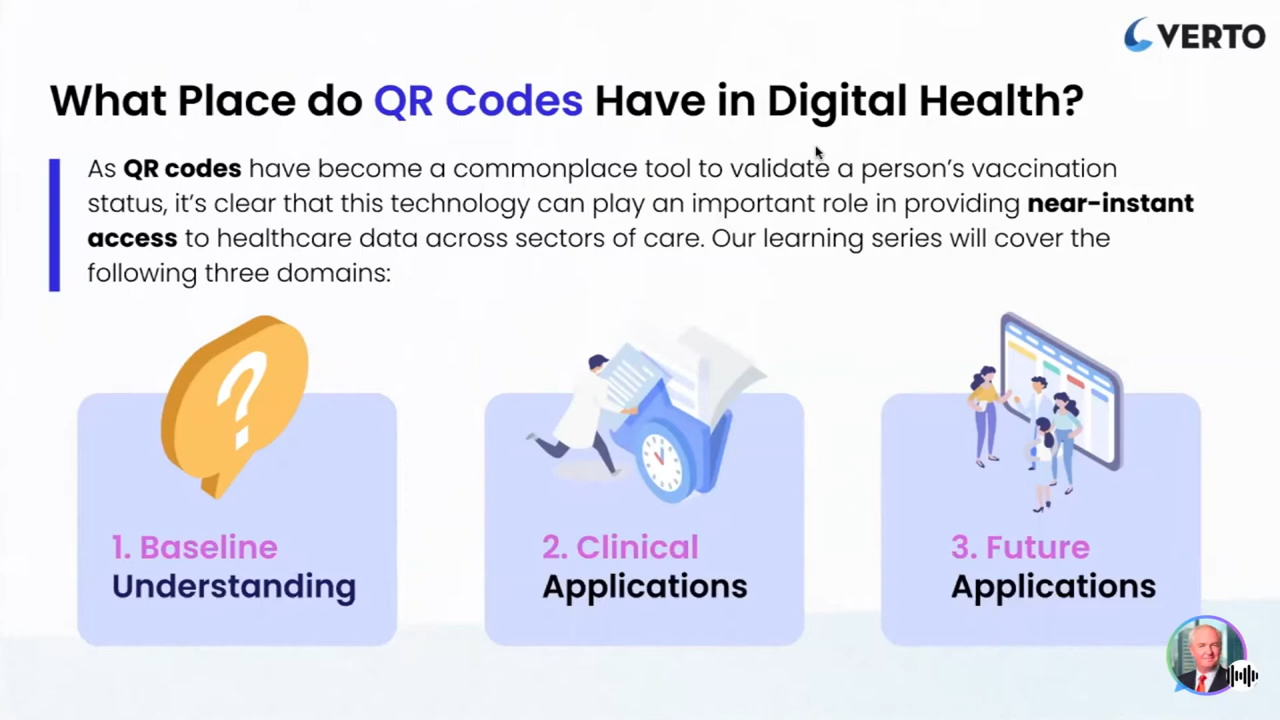 VERTO
What Place do QR Codes Have in Digital Health?
As QR codes have become a commonplace tool to validate a person's vaccination
status, it's clear that this technology can play an important role in providing near-instant
access to healthcare data across sectors of care. Our learning series will cover the
following three domains:
?
1. Baseline
Understanding
2. Clinical
Applications
3. Future
Applications